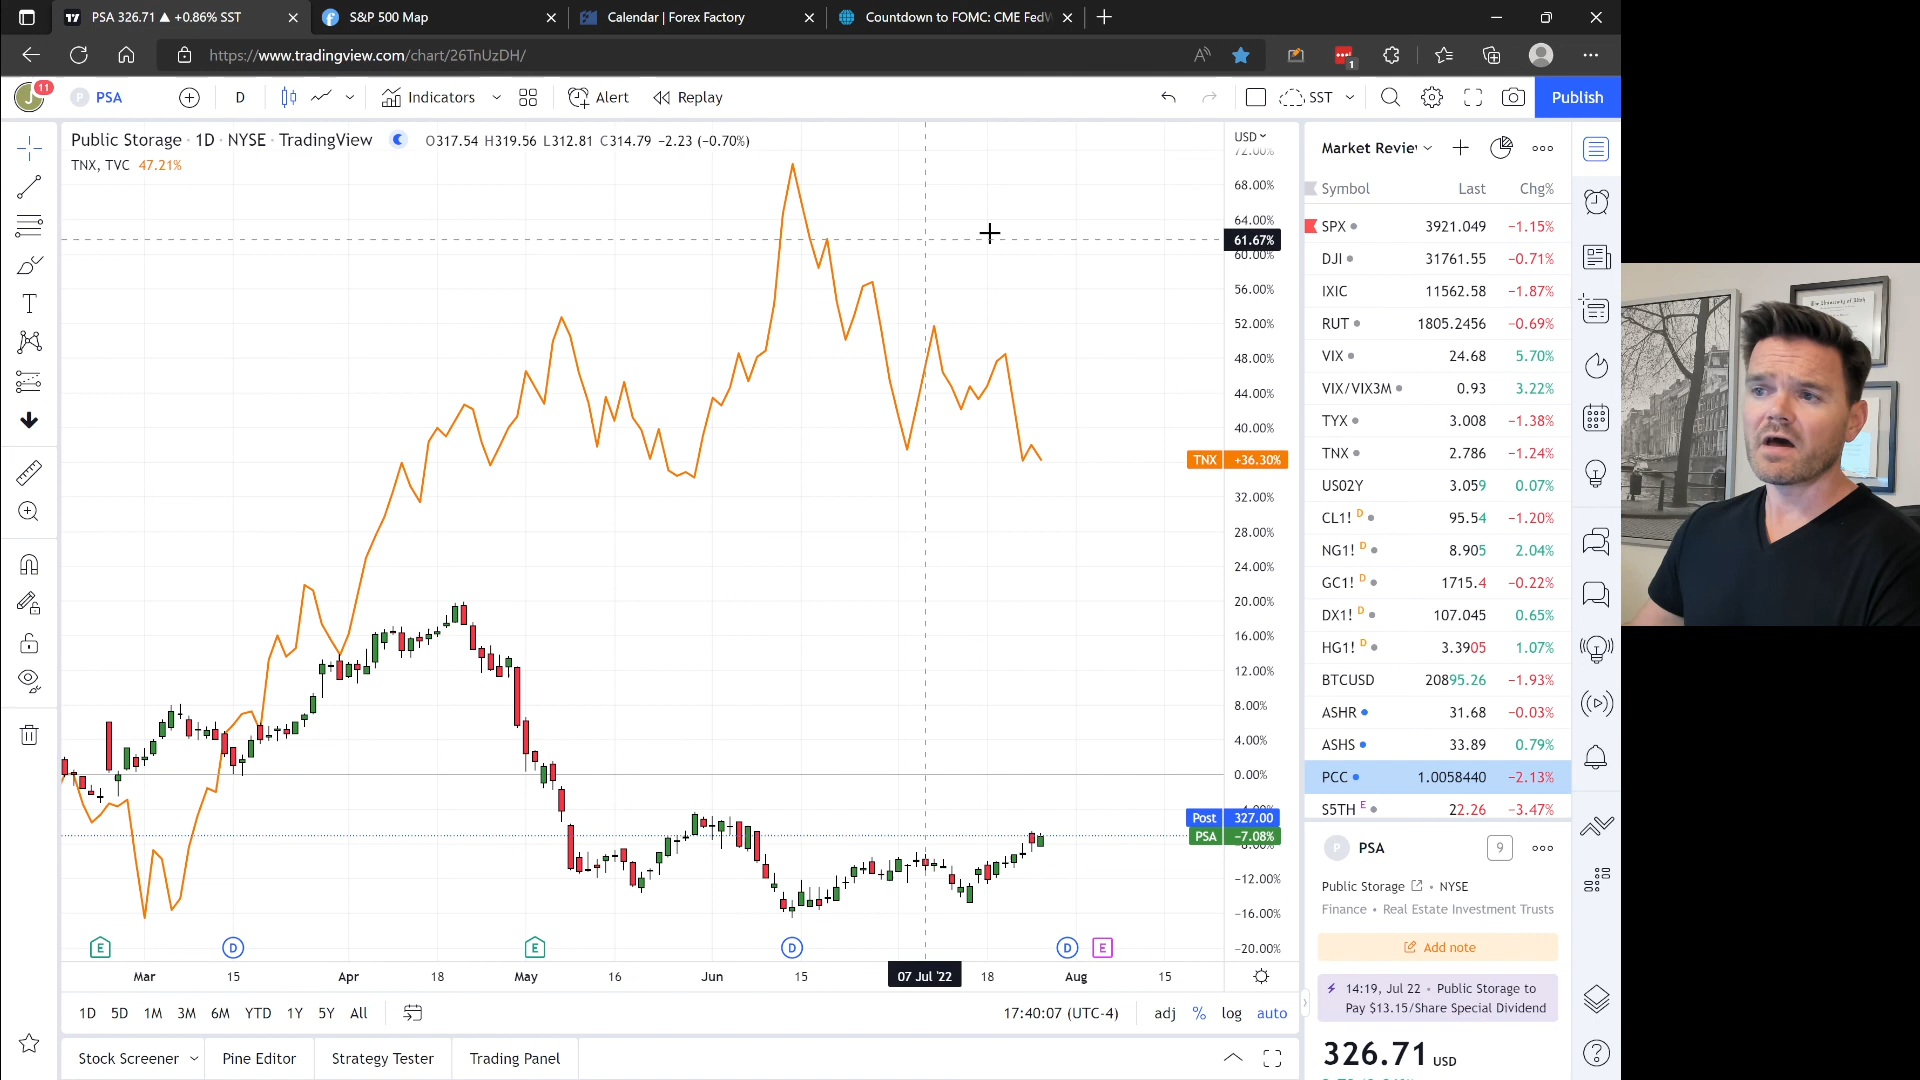 PSA 326.71 ▲ +0.86% SST
S&P 500 Map
Calendar | Forex Factory
Countdown to FOMC: CME FedW
https://www.tradingview.com/chart/26TnUzDH/
1
11
PSA
D
Indicators
Alert
Replay
SST
Publish
Public Storage · 1D · NYSE · TradingView
O317.54 H319.56 L312.81 C314.79 −2.23 (−0.70%)
TNX, TVC 47.21%
USD
72.00%
68.00%
64.00%
61.67%
60.00%
56.00%
52.00%
48.00%
44.00%
40.00%
TNX +36.30%
32.00%
28.00%
24.00%
20.00%
16.00%
12.00%
8.00%
4.00%
0.00%
−4.00%
Post 327.00
PSA −7.08%
−8.00%
−12.00%
−16.00%
−20.00%
E
D
E
D
D
E
Mar
15
Apr
18
May
16
Jun
15
07 Jul '22
18
Aug
15
1D
5D
1M
3M
6M
YTD
1Y
5Y
All
17:40:07 (UTC-4)
adj
%
log
auto
Stock Screener
Pine Editor
Strategy Tester
Trading Panel
Market Review
Symbol Last Chg%
SPX 3921.049 −1.15%
DJI 31761.55 −0.71%
IXIC 11562.58 −1.87%
RUT 1805.2456 −0.69%
VIX 24.68 5.70%
VIX/VIX3M 0.93 3.22%
TYX 3.008 −1.38%
TNX 2.786 −1.24%
US02Y 3.059 0.07%
CL1! D 95.54 −1.20%
NG1! D 8.905 2.04%
GC1! D 1715.4 −0.22%
DX1! D 107.045 0.65%
HG1! D 3.3905 1.07%
BTCUSD 20895.26 −1.93%
ASHR 31.68 −0.03%
ASHS 33.89 0.79%
PCC 1.0058440 −2.13%
S5TH E 22.26 −3.47%
P PSA
9
Public Storage • NYSE
Finance • Real Estate Investment Trusts
Add note
14:19, Jul 22 • Public Storage to
Pay $13.15/Share Special Dividend
326.71 USD
The University of Utah